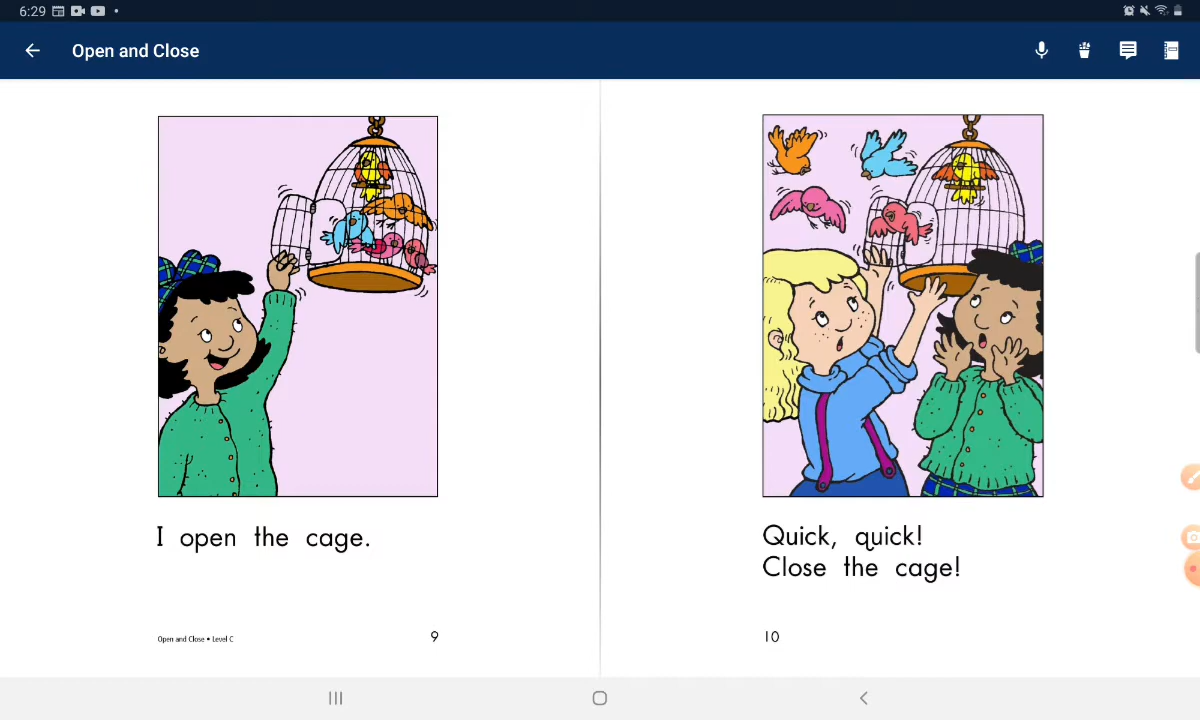 6:29
Open and Close
I open the cage.
Open and Close • Level C
9
Quick, quick!
Close the cage!
10